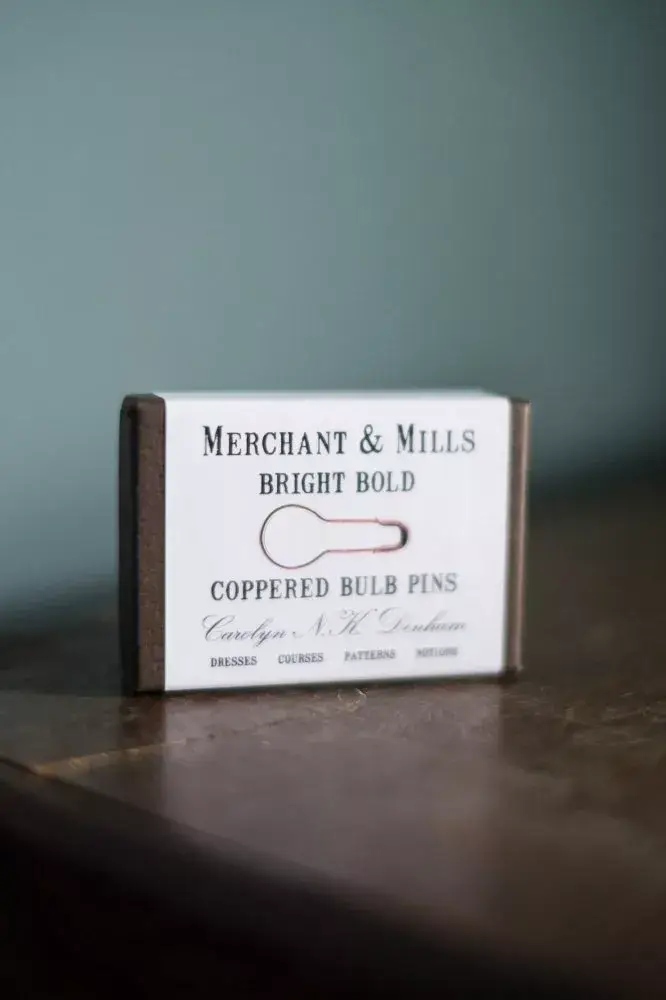 MERCHANT & MILLS
BRIGHT BOLD
COPPERED BULB PINS
Carolyn N. K. Denham
DRESSES COURSES PATTERNS NOTIONS